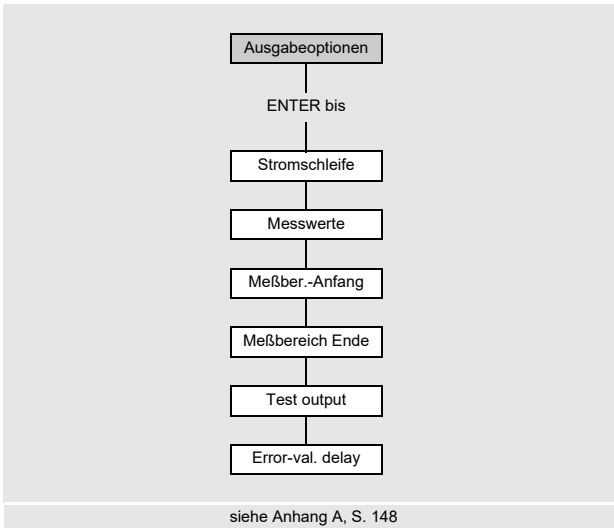 Ausgabeoptionen
ENTER bis
Stromschleife
Messwerte
Meßber.-Anfang
Meßbereich Ende
Test output
Error-val. delay
siehe Anhang A, S. 148